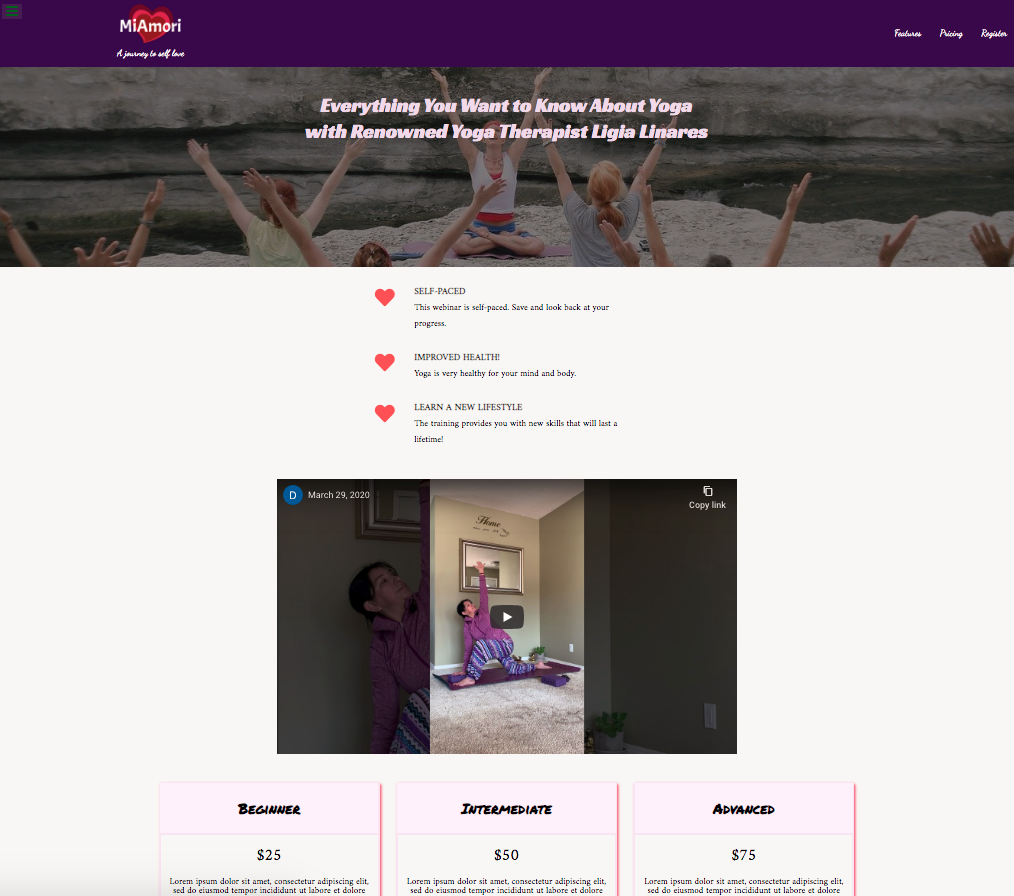 MiAmori
A journey to self love
Features Pricing Register
Everything You Want to Know About Yoga
with Renowned Yoga Therapist Ligia Linares
SELF-PACED
This webinar is self-paced. Save and look back at your
progress.
IMPROVED HEALTH!
Yoga is very healthy for your mind and body.
LEARN A NEW LIFESTYLE
The training provides you with new skills that will last a
lifetime!
D March 29, 2020
Copy link
Home
Beginner Intermediate Advanced
$25 $50 $75
Lorem ipsum dolor sit amet, consectetur adipiscing elit,
sed do eiusmod tempor incididunt ut labore et dolore
Lorem ipsum dolor sit amet, consectetur adipiscing elit,
sed do eiusmod tempor incididunt ut labore et dolore
Lorem ipsum dolor sit amet, consectetur adipiscing elit,
sed do eiusmod tempor incididunt ut labore et dolore